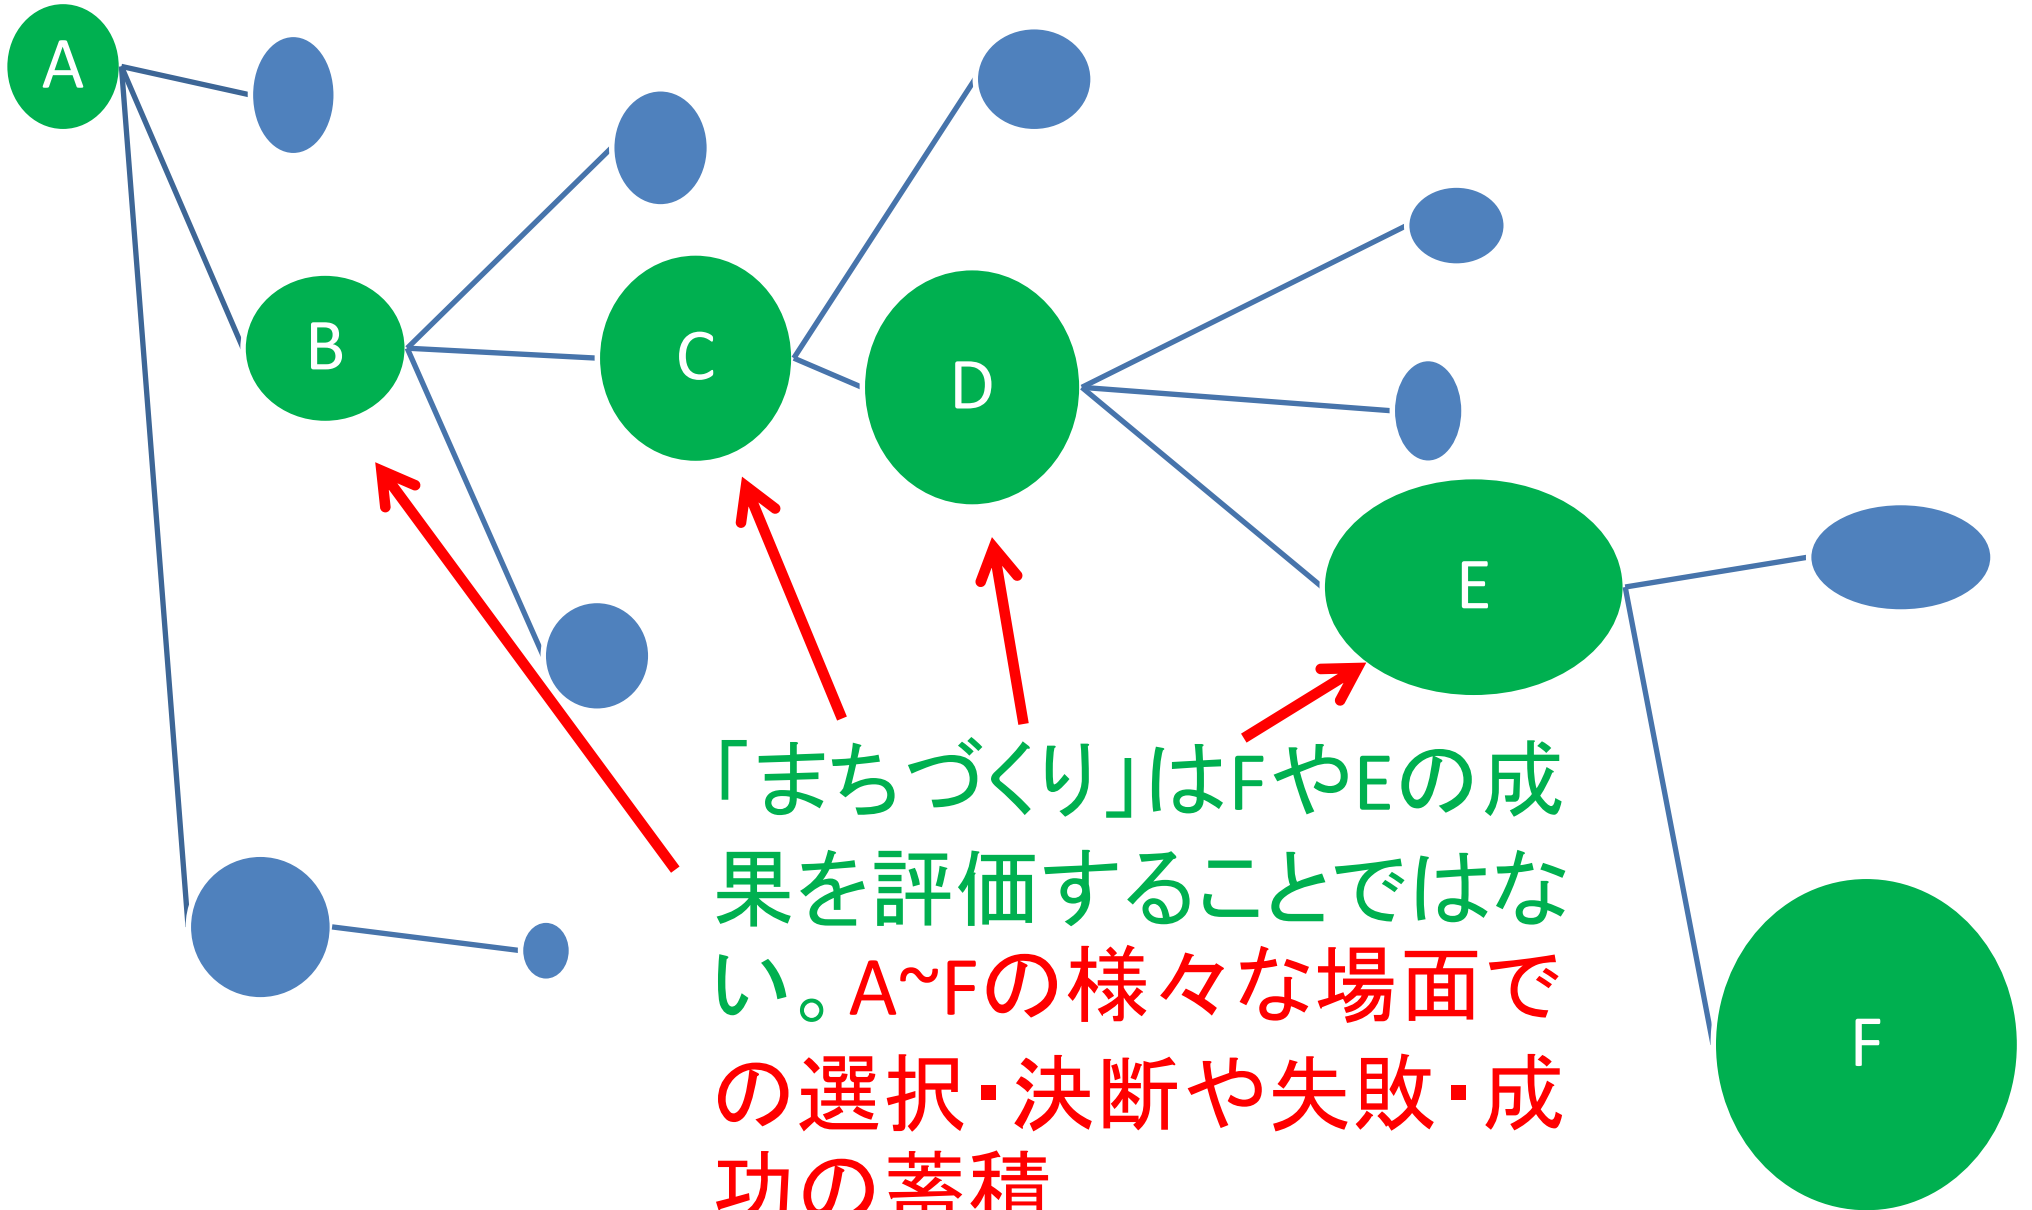 A
B
C
D
E
F
「まちづくり」はFやEの成
果を評価することではな
い。A~Fの様々な場面で
の選択・決断や失敗・成
功の蓄積